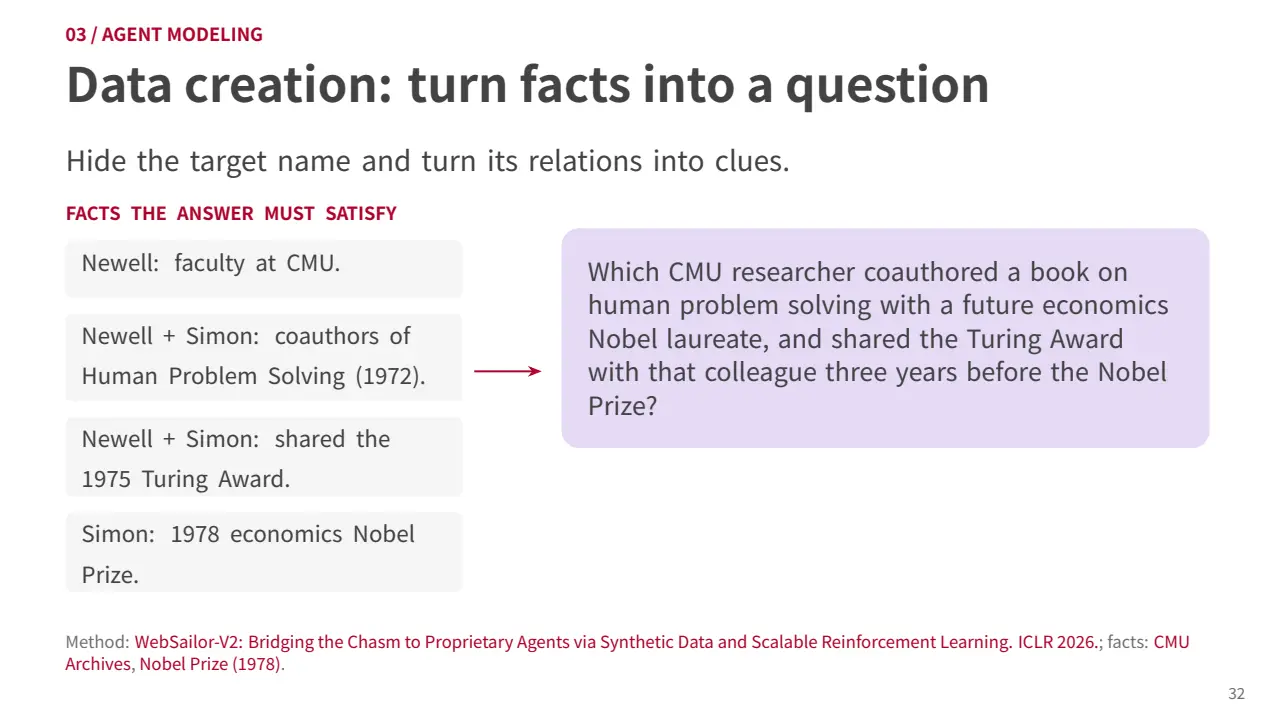 03 / AGENT MODELING
Data creation: turn facts into a question
Hide the target name and turn its relations into clues.
FACTS THE ANSWER MUST SATISFY
Newell: faculty at CMU.
Newell + Simon: coauthors of
Human Problem Solving (1972).
Newell + Simon: shared the
1975 Turing Award.
Simon: 1978 economics Nobel
Prize.
Which CMU researcher coauthored a book on
human problem solving with a future economics
Nobel laureate, and shared the Turing Award
with that colleague three years before the Nobel
Prize?
Method: WebSailor-V2: Bridging the Chasm to Proprietary Agents via Synthetic Data and Scalable Reinforcement Learning. ICLR 2026.; facts: CMU
Archives, Nobel Prize (1978).
32